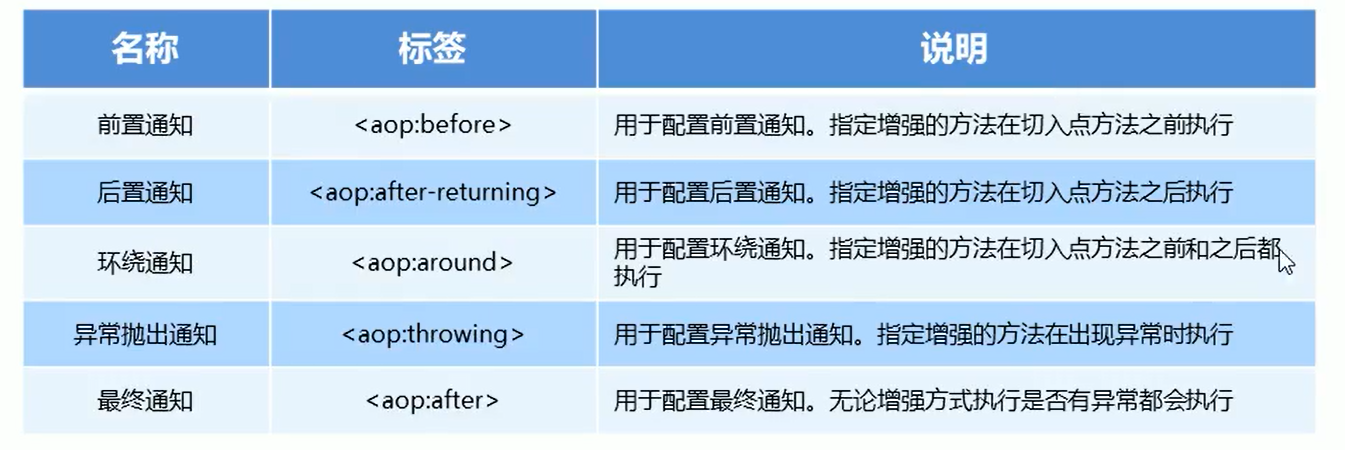 名称 标签 说明
前置通知 <aop:before> 用于配置前置通知。指定增强的方法在切入点方法之前执行
后置通知 <aop:after-returning> 用于配置后置通知。指定增强的方法在切入点方法之后执行
环绕通知 <aop:around> 用于配置环绕通知。指定增强的方法在切入点方法之前和之后都
执行
异常抛出通知 <aop:throwing> 用于配置异常抛出通知。指定增强的方法在出现异常时执行
最终通知 <aop:after> 用于配置最终通知。无论增强方式执行是否有异常都会执行